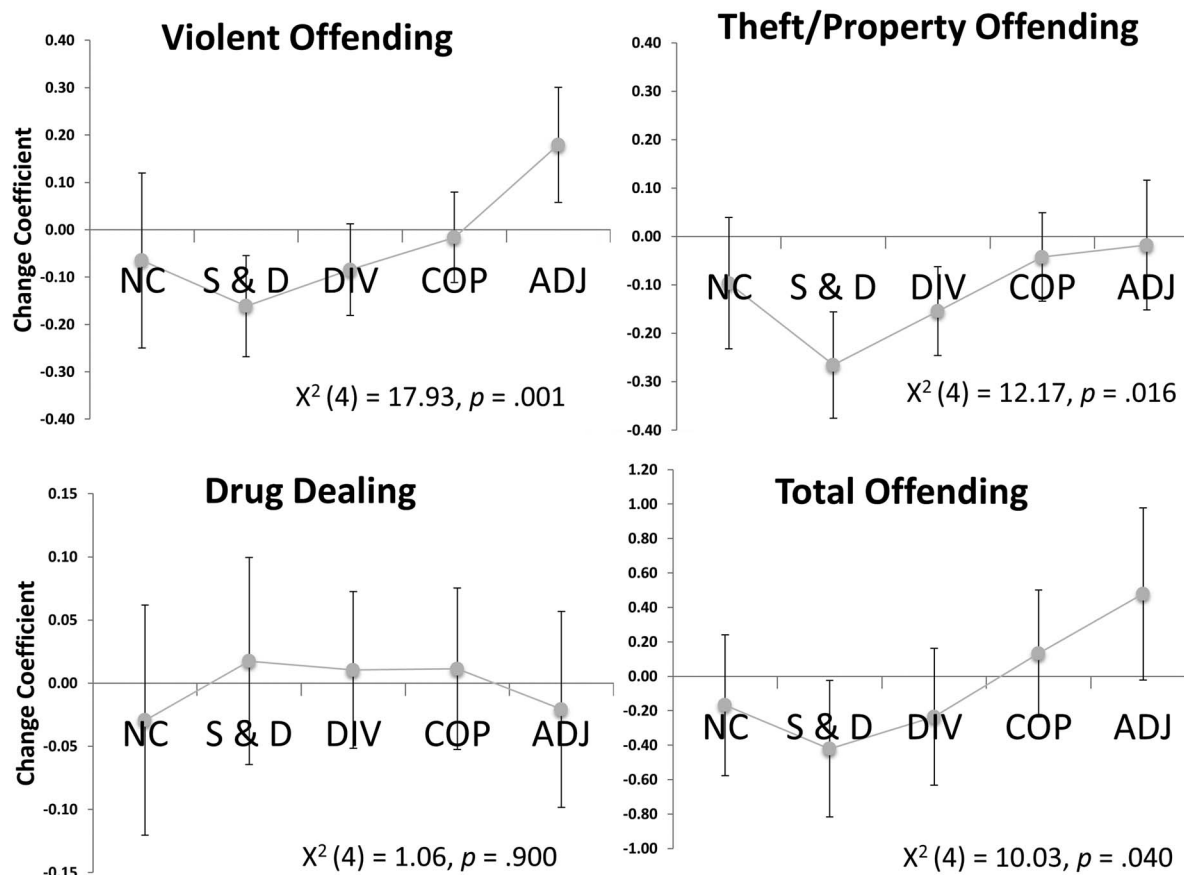 Violent Offending
Change Coefficient
0.40
0.30
0.20
0.10
0.00
-0.10
-0.20
-0.30
-0.40
NC S & D DIV COP ADJ
X² (4) = 17.93, p = .001
Theft/Property Offending
0.40
0.30
0.20
0.10
0.00
-0.10
-0.20
-0.30
-0.40
NC S & D DIV COP ADJ
X² (4) = 12.17, p = .016
Drug Dealing
Change Coefficient
0.15
0.10
0.05
0.00
-0.05
-0.10
-0.15
NC S & D DIV COP ADJ
X² (4) = 1.06, p = .900
Total Offending
1.20
1.00
0.80
0.60
0.40
0.20
0.00
-0.20
-0.40
-0.60
-0.80
-1.00
NC S & D DIV COP ADJ
X² (4) = 10.03, p = .040